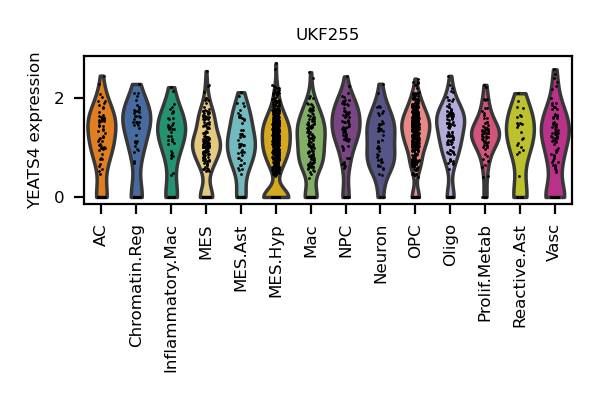 UKF255
YEATS4 expression
2
0
AC
Chromatin.Reg
Inflammatory.Mac
MES
MES.Ast
MES.Hyp
Mac
NPC
Neuron
OPC
Oligo
Prolif.Metab
Reactive.Ast
Vasc